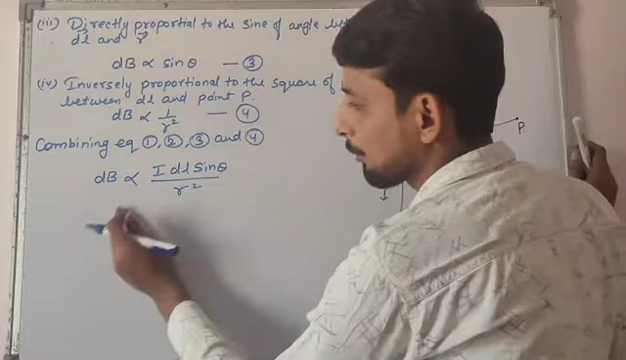 (iii) Directly proportial to the sine of angle
dl and r
dB ∝ sinθ — ③
(iv) Inversely proportional to the square of
between dl and point P.
dB ∝ 1/r² — ④
Combining eq ①, ②, ③ and ④
dB ∝ I dl Sinθ / r²
P